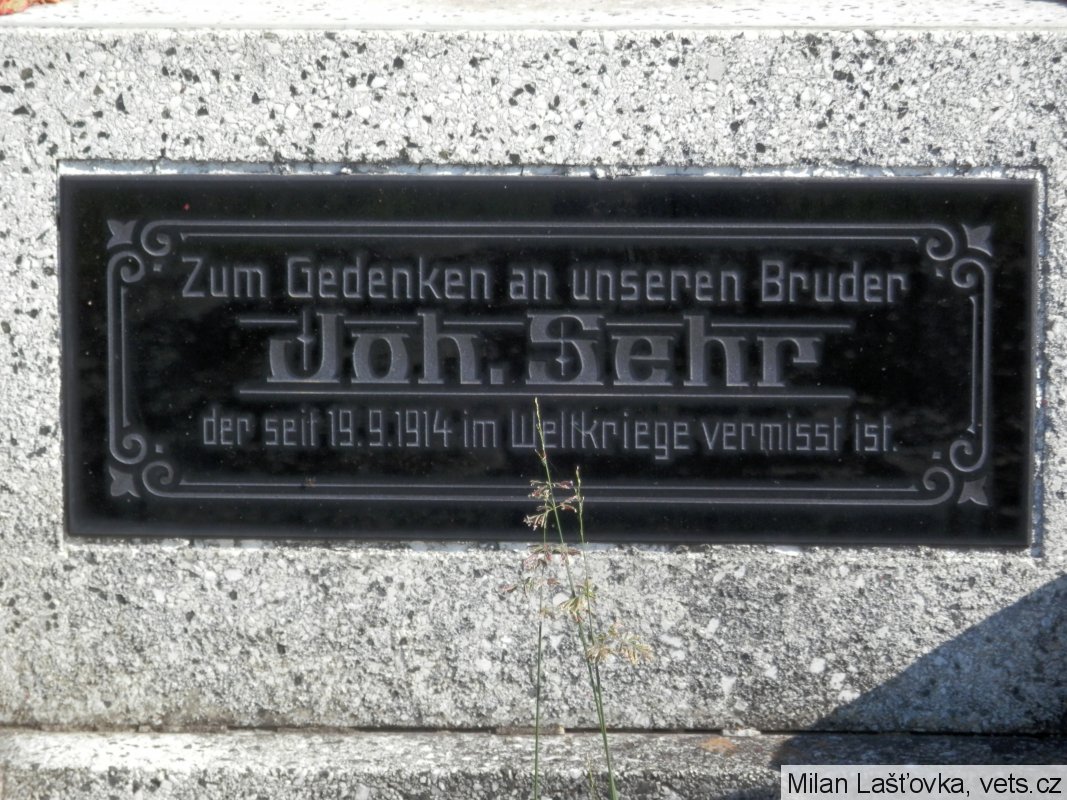 Zum Gedenken an unseren Bruder
Joh. Sehr
der seit 19.9.1914 im Weltkriege vermisst ist.
Milan Lašťovka, vets.cz